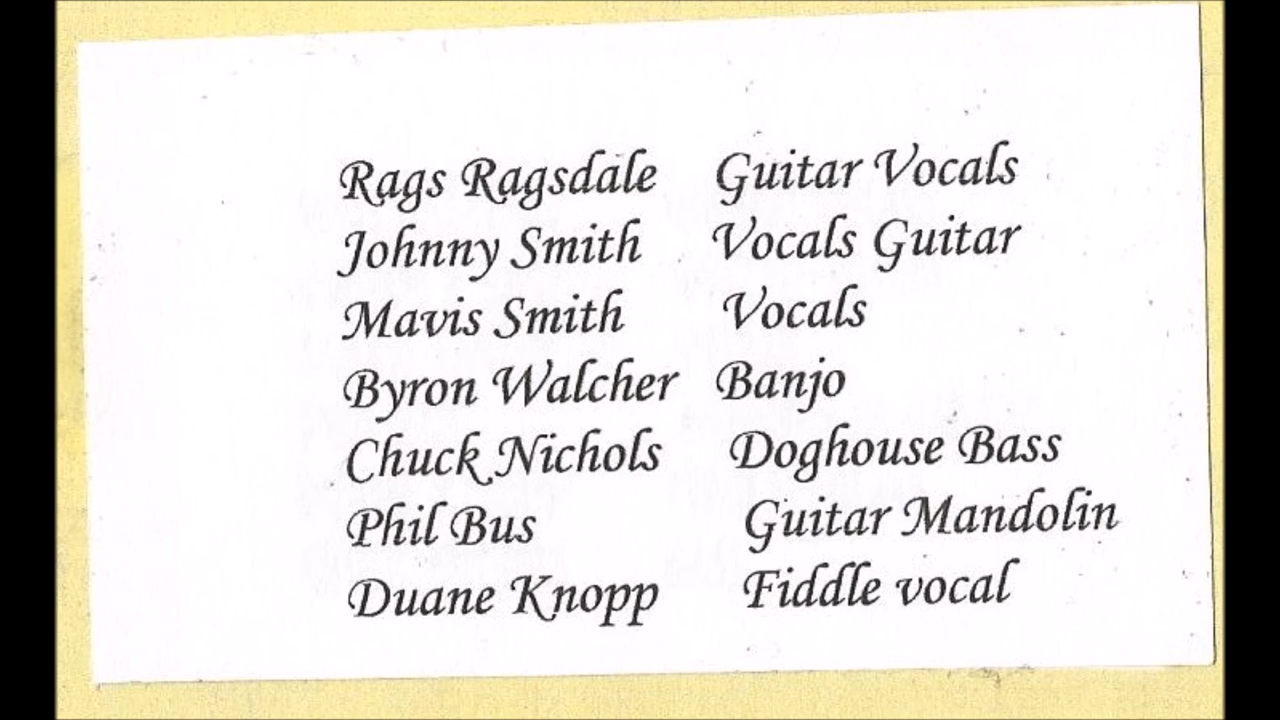 Rags Ragsdale Guitar Vocals
Johnny Smith Vocals Guitar
Mavis Smith Vocals
Byron Walcher Banjo
Chuck Nichols Doghouse Bass
Phil Bus Guitar Mandolin
Duane Knopp Fiddle vocal